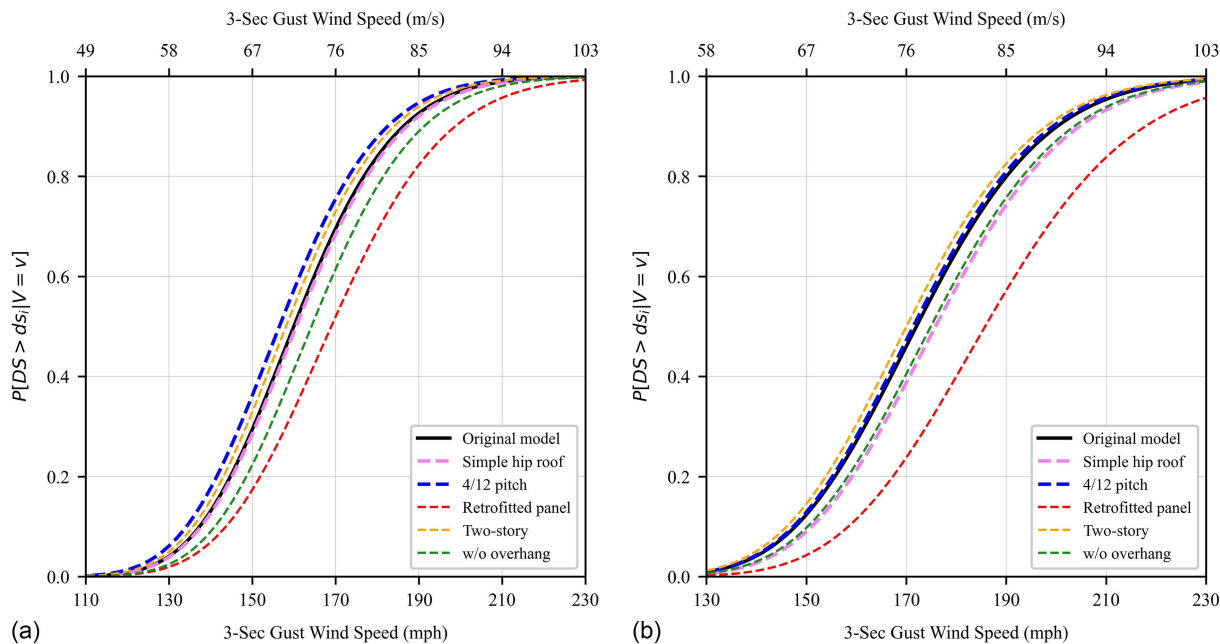 3-Sec Gust Wind Speed (m/s)
49 58 67 76 85 94 103
1.0
0.8
0.6
0.4
0.2
0.0
P[DS > ds_i|V = v]
Original model
Simple hip roof
4/12 pitch
Retrofitted panel
Two-story
w/o overhang
110 130 150 170 190 210 230
(a) 3-Sec Gust Wind Speed (mph)
3-Sec Gust Wind Speed (m/s)
58 67 76 85 94 103
1.0
0.8
0.6
0.4
0.2
0.0
P[DS > ds_i|V = v]
Original model
Simple hip roof
4/12 pitch
Retrofitted panel
Two-story
w/o overhang
130 150 170 190 210 230
(b) 3-Sec Gust Wind Speed (mph)